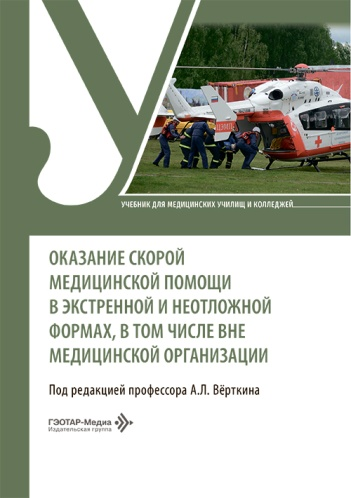 У
УЧЕБНИК ДЛЯ МЕДИЦИНСКИХ УЧИЛИЩ И КОЛЛЕДЖЕЙ
ОКАЗАНИЕ СКОРОЙ
МЕДИЦИНСКОЙ ПОМОЩИ
В ЭКСТРЕННОЙ И НЕОТЛОЖНОЙ
ФОРМАХ, В ТОМ ЧИСЛЕ ВНЕ
МЕДИЦИНСКОЙ ОРГАНИЗАЦИИ
Под редакцией профессора А.Л. Вёрткина
ГЭОТАР-Медиа
Издательская группа